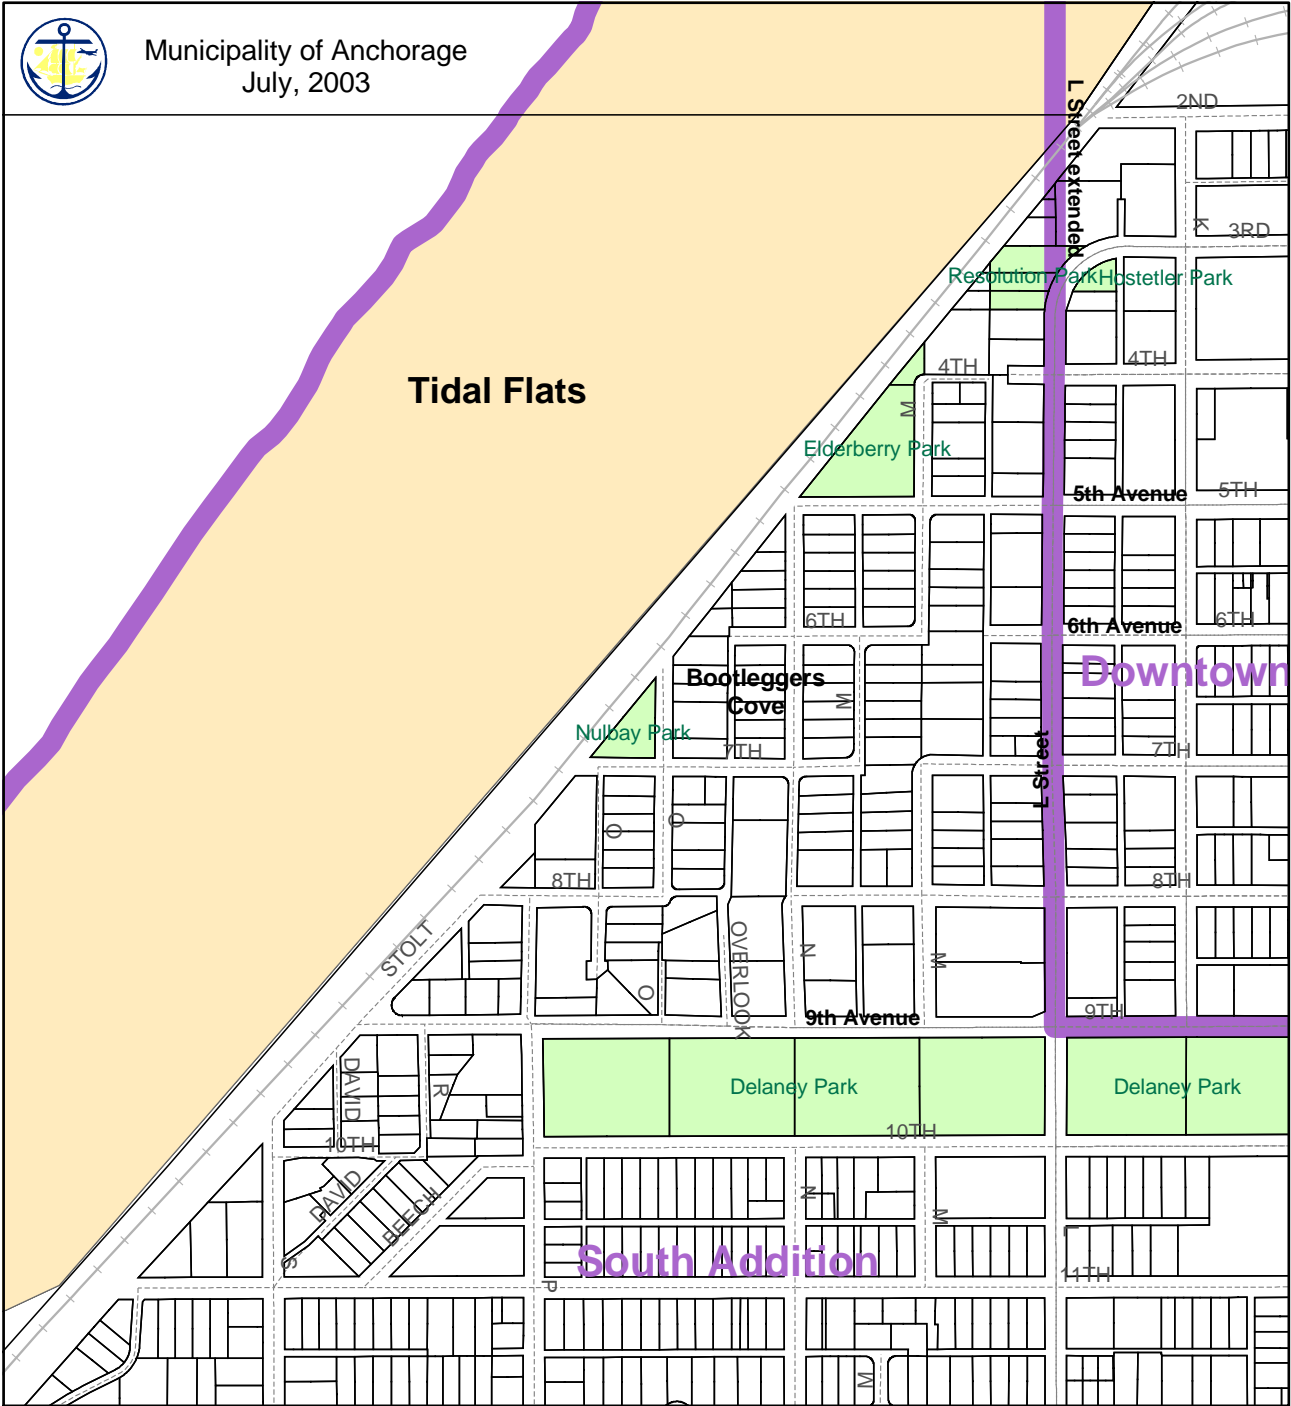 Municipality of Anchorage
July, 2003
L Street extended
2ND
K
3RD
Resolution Park
Hostetler Park
4TH
4TH
Tidal Flats
M
Elderberry Park
5th Avenue
5TH
6TH
6th Avenue
6TH
Downtown
Bootleggers
Cove
M
Nulbay Park
7TH
L Street
7TH
O
O
8TH
8TH
STOLT
OVERLOOK
N
M
O
9th Avenue
9TH
DAVID
R
Delaney Park
Delaney Park
10TH
10TH
DAVID
BEECH
N
M
L
S
South Addition
P
11TH
M